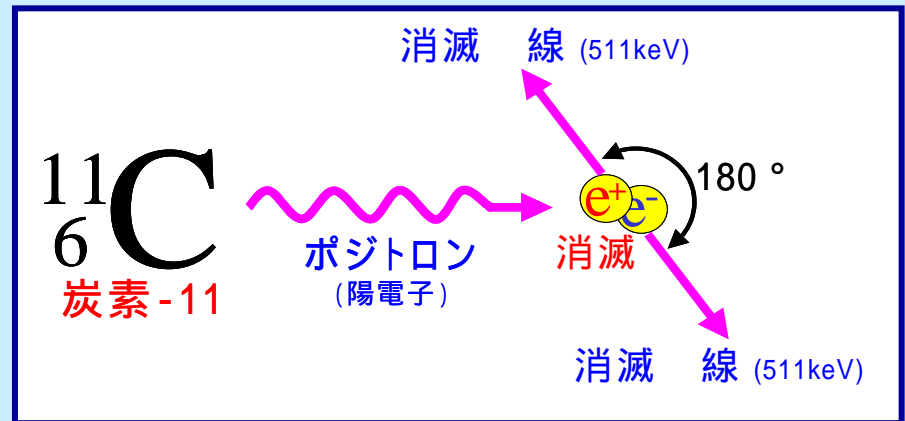 消滅 線 (511keV)
11
6
C
炭素-11
ポジトロン
(陽電子)
e+
e-
消滅
180 °
消滅 線 (511keV)